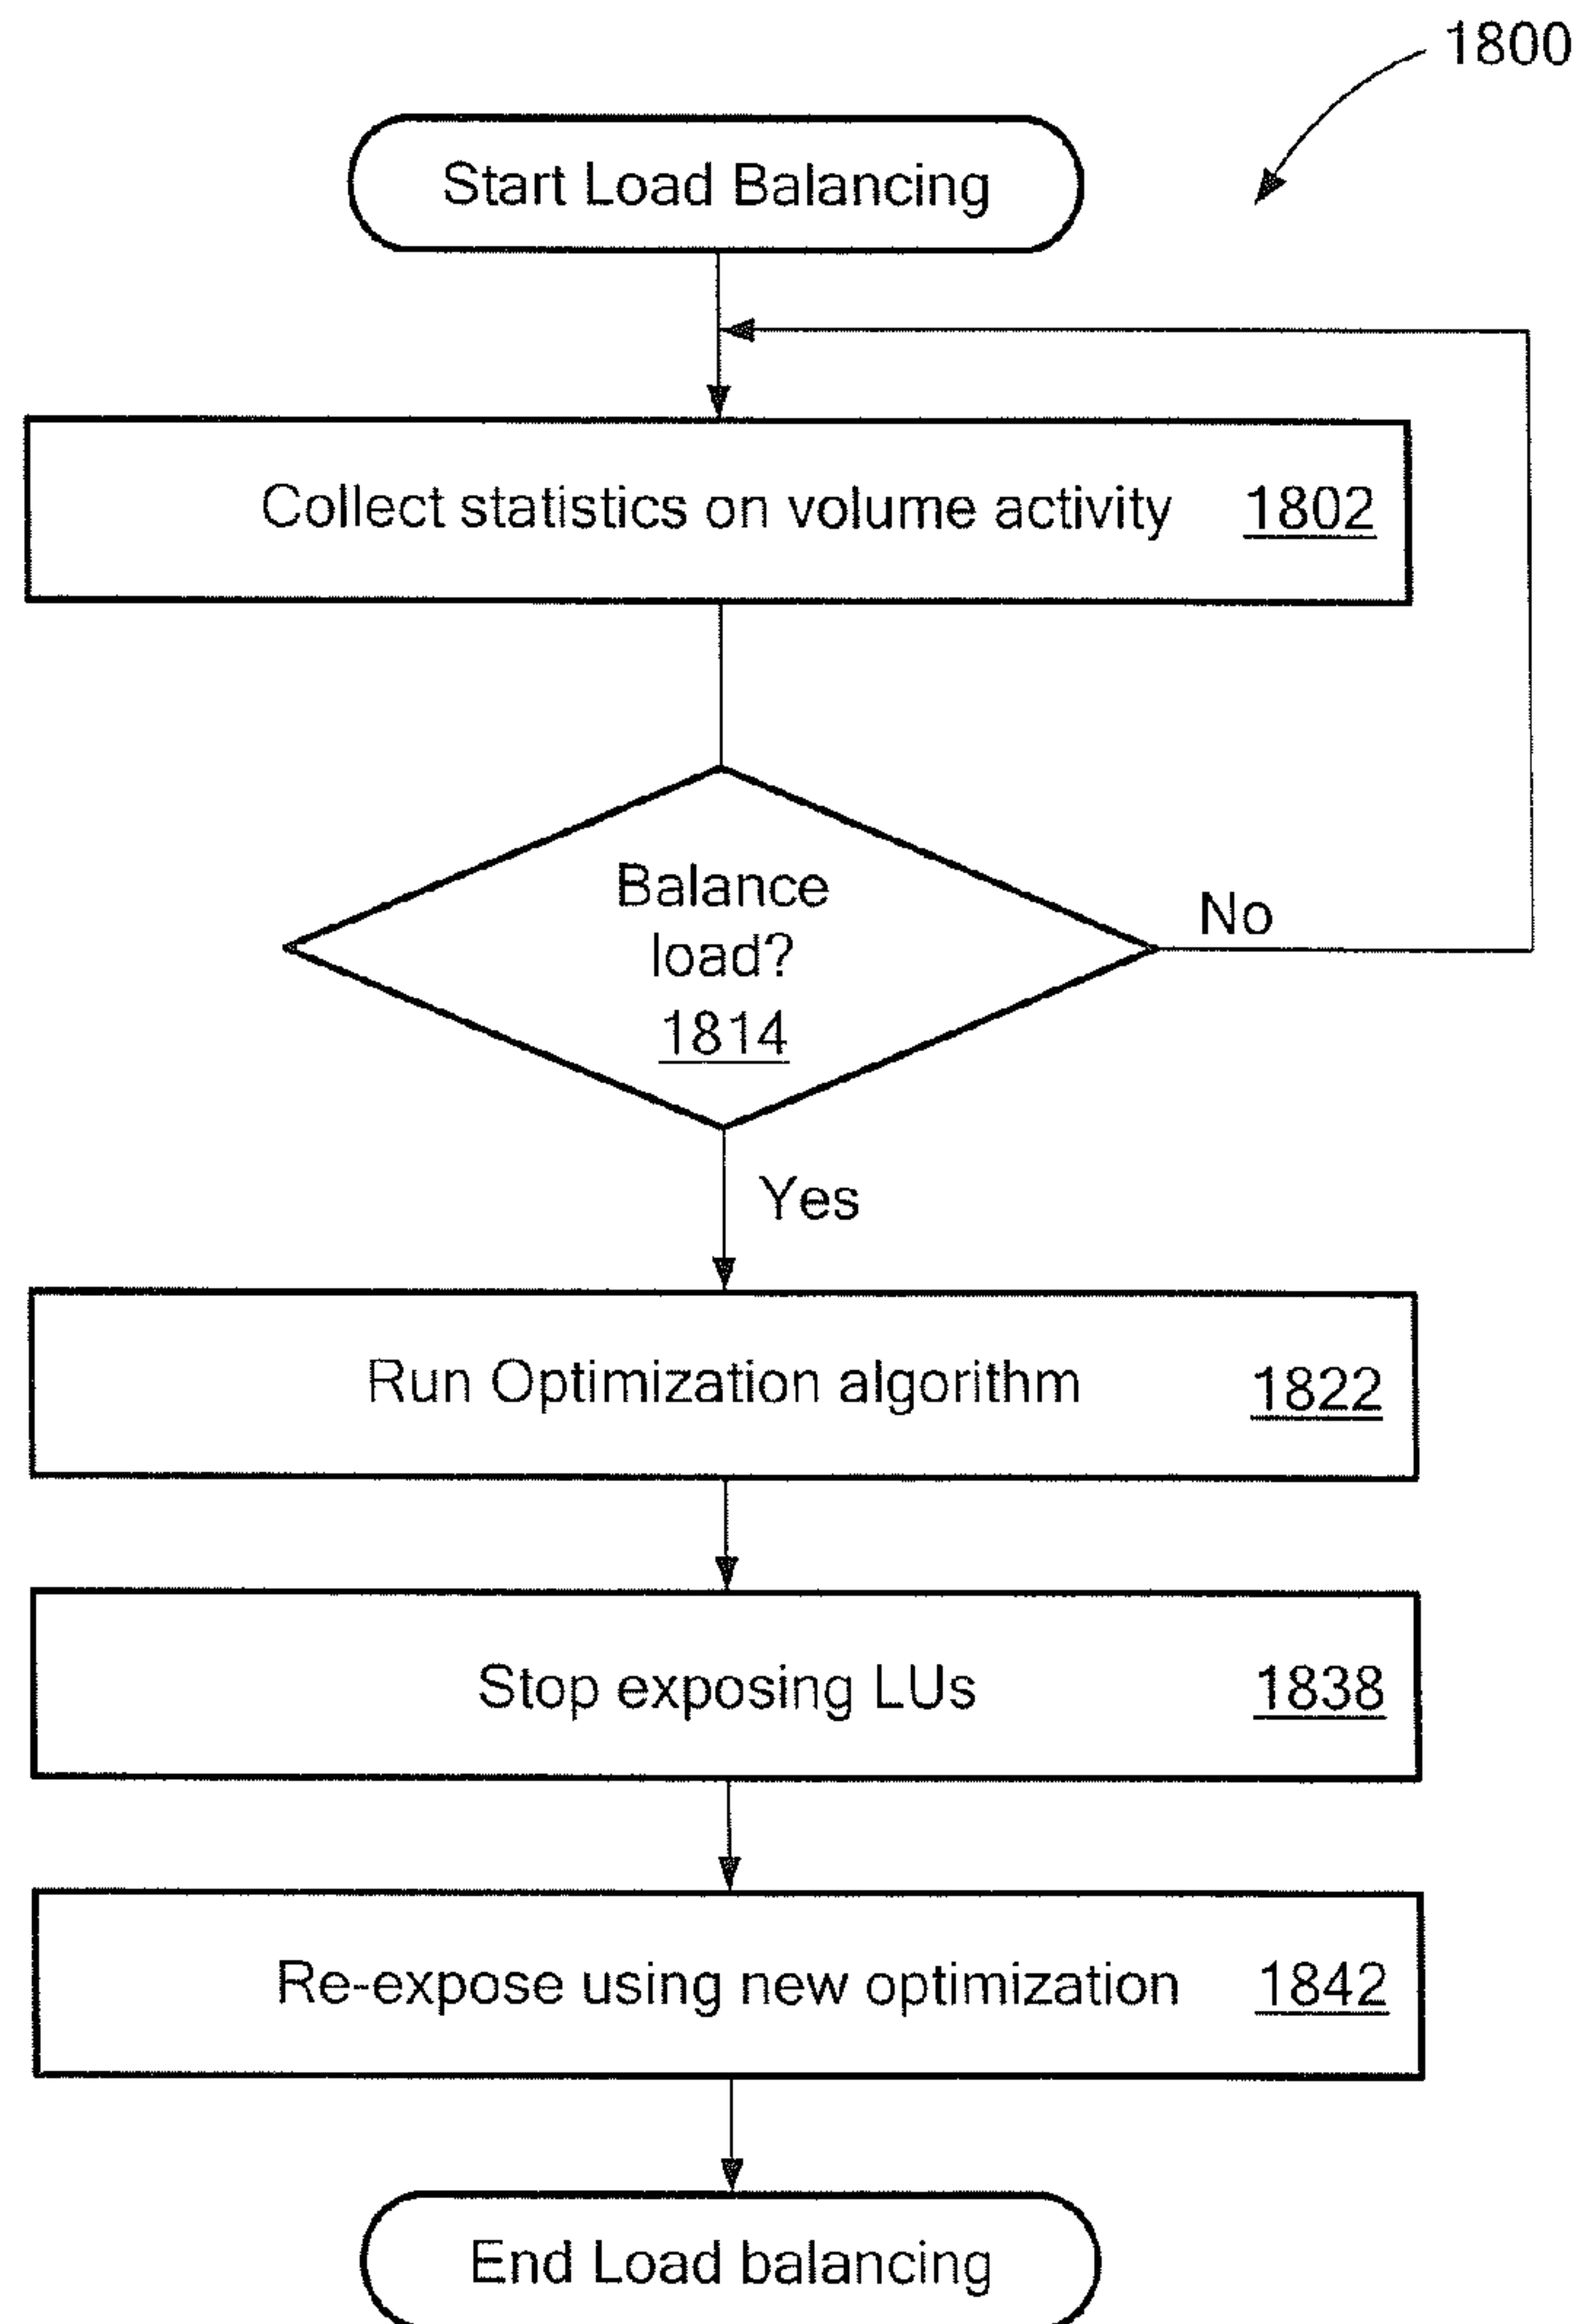 1800
Start Load Balancing
Collect statistics on volume activity 1802
Balance
load?
1814
No
Yes
Run Optimization algorithm 1822
Stop exposing LUs 1838
Re-expose using new optimization 1842
End Load balancing